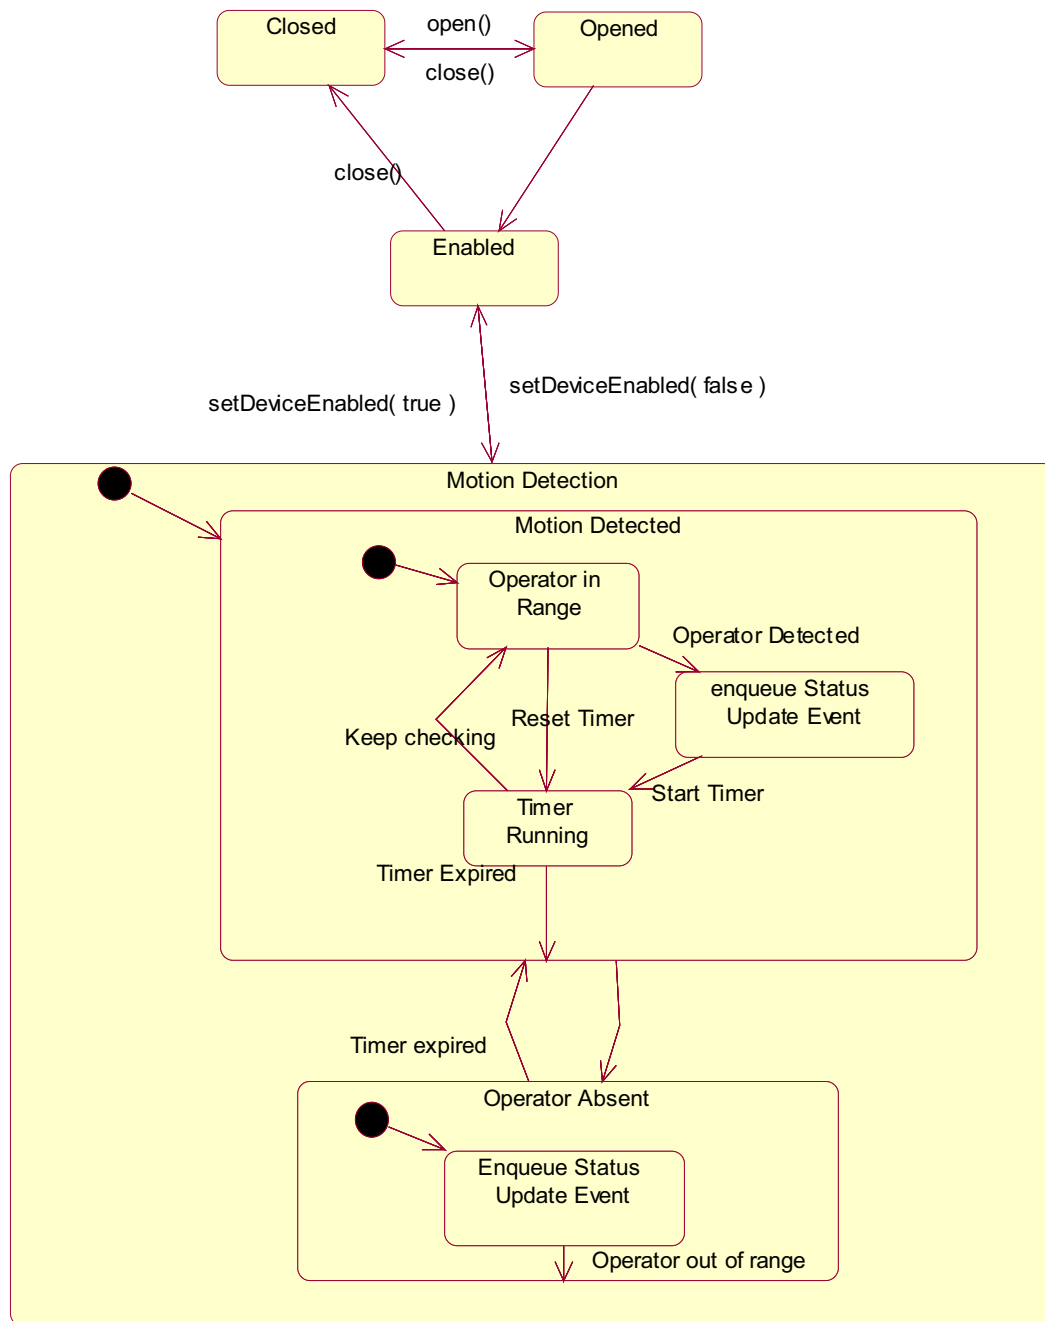 Closed
open()
Opened
close()
close()
Enabled
setDeviceEnabled( false )
setDeviceEnabled( true )
Motion Detection
Motion Detected
Operator in
Range
Operator Detected
enqueue Status
Update Event
Reset Timer
Keep checking
Start Timer
Timer
Running
Timer Expired
Timer expired
Operator Absent
Enqueue Status
Update Event
Operator out of range